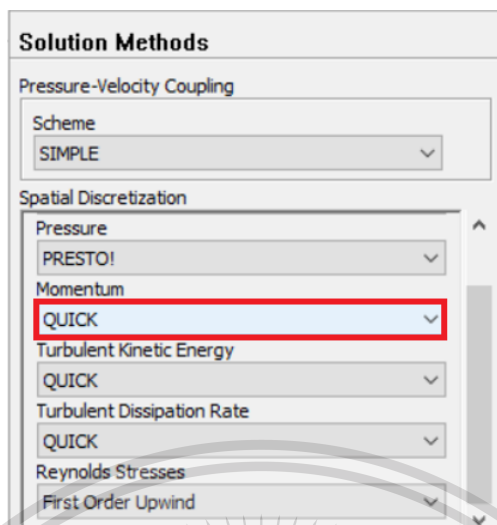 Solution Methods
Pressure-Velocity Coupling
Scheme
SIMPLE
Spatial Discretization
Pressure
PRESTO!
Momentum
QUICK
Turbulent Kinetic Energy
QUICK
Turbulent Dissipation Rate
QUICK
Reynolds Stresses
First Order Upwind